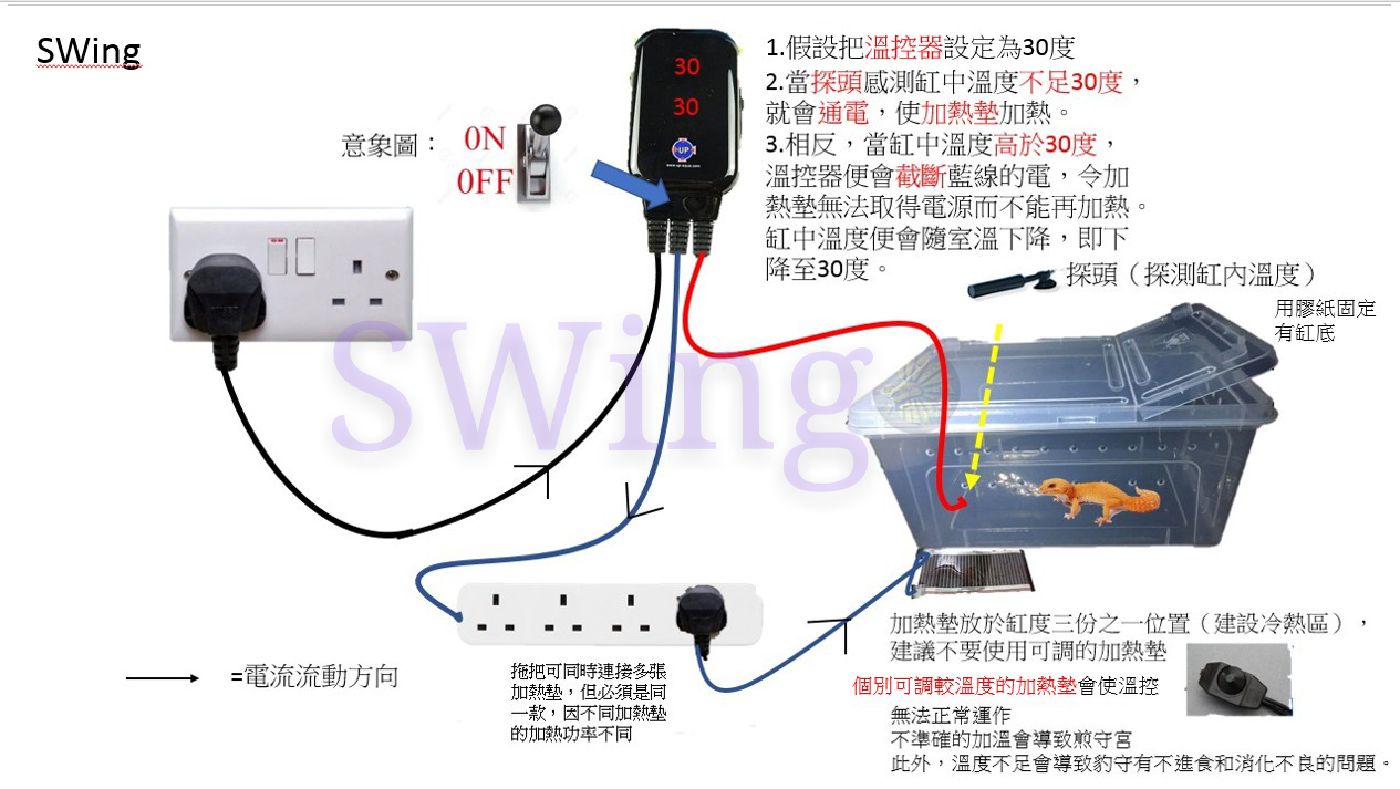 SWing
意象圖：
ON
OFF
30
30
UP
1.假設把溫控器設定為30度
2.當探頭感測缸中溫度不足30度，
就會通電，使加熱墊加熱。
3.相反，當缸中溫度高於30度，
溫控器便會截斷藍線的電，令加
熱墊無法取得電源而不能再加熱。
缸中溫度便會隨室溫下降，即下
降至30度。
探頭（探測缸內溫度）
用膠紙固定
有缸底
SWing
=電流流動方向
拖把可同時連接多張
加熱墊，但必須是同
一款，因不同加熱墊
的加熱功率不同
加熱墊放於缸度三份之一位置（建設冷熱區），
建議不要使用可調的加熱墊
個別可調較溫度的加熱墊會使溫控
無法正常運作
不準確的加溫會導致煎守宮
此外，溫度不足會導致豹守有不進食和消化不良的問題。